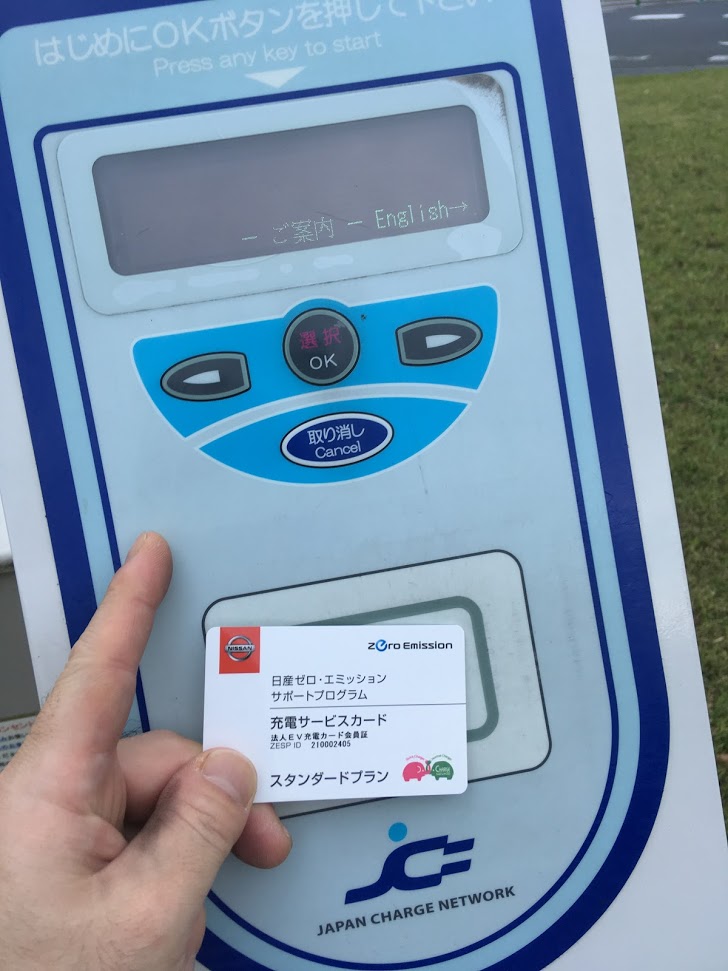 はじめにOKボタンを押して下さい
Press any key to start
- ご案内 - English→
選択
OK
取り消し
Cancel
NISSAN
Zero Emission
日産ゼロ・エミッション
サポートプログラム
充電サービスカード
法人EV充電カード会員証
ZESP ID 210002405
スタンダードプラン
JAPAN CHARGE NETWORK